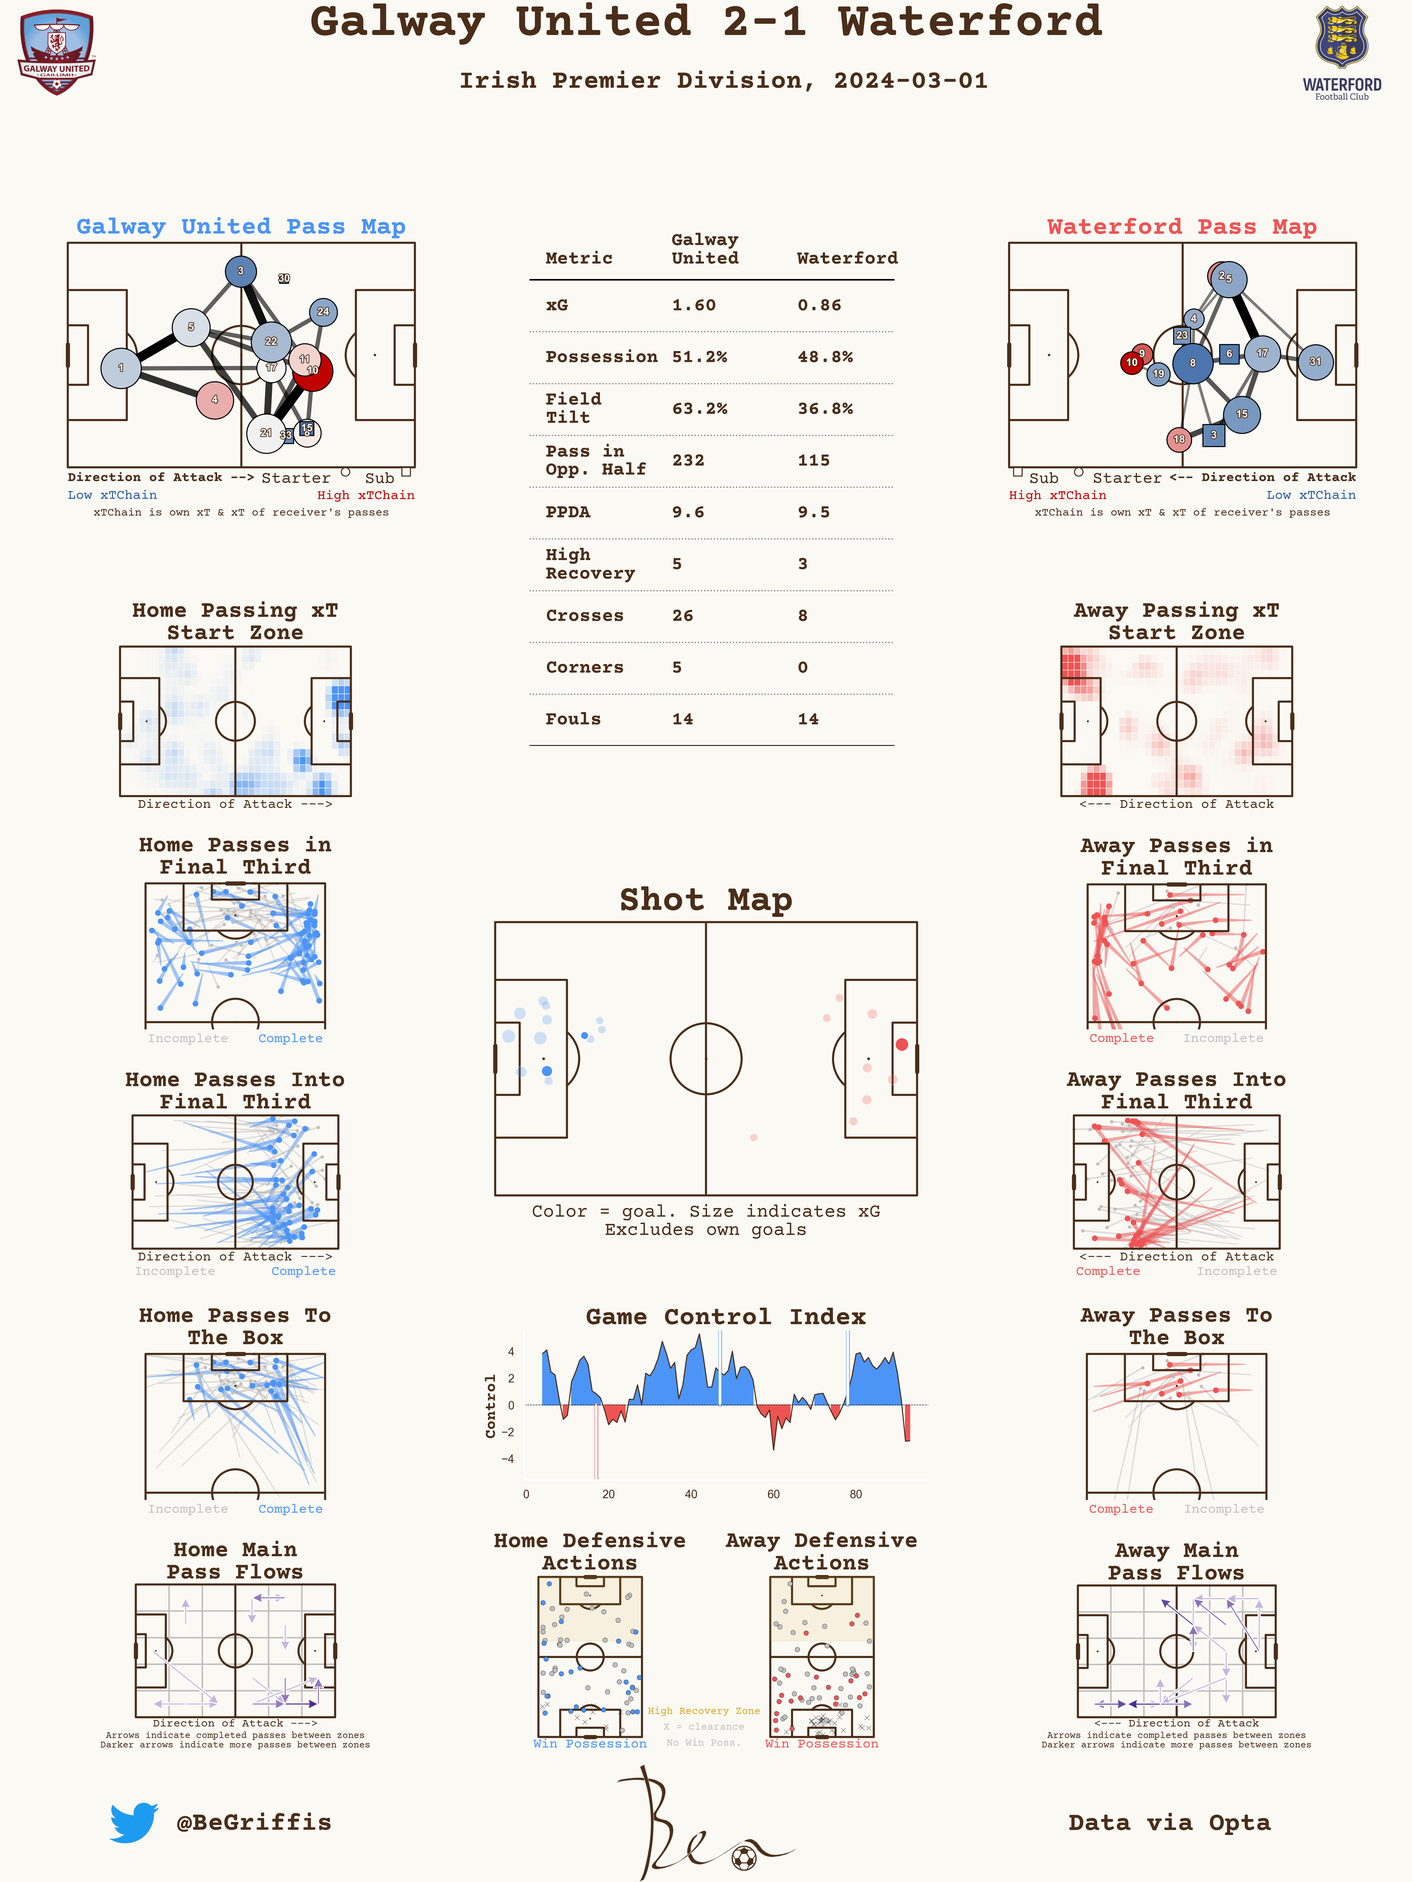 Galway United 2-1 Waterford
Irish Premier Division, 2024-03-01
GALWAY UNITED
GAILLIMH
WATERFORD
Football Club
Galway United Pass Map
3
30
24
5
22
11
1
17
10
4
21
33
15
Direction of Attack --> Starter Sub
Low xTChain High xTChain
xTChain is own xT & xT of receiver's passes
Metric Galway United Waterford
xG 1.60 0.86
Possession 51.2% 48.8%
Field Tilt 63.2% 36.8%
Pass in Opp. Half 232 115
PPDA 9.6 9.5
High Recovery 5 3
Crosses 26 8
Corners 5 0
Fouls 14 14
Waterford Pass Map
2
5
4
23
9
10
19
8
6
17
31
15
18
3
Sub Starter <-- Direction of Attack
High xTChain Low xTChain
xTChain is own xT & xT of receiver's passes
Home Passing xT
Start Zone
Direction of Attack --->
Away Passing xT
Start Zone
<--- Direction of Attack
Home Passes in
Final Third
Incomplete Complete
Away Passes in
Final Third
Complete Incomplete
Shot Map
Color = goal. Size indicates xG
Excludes own goals
Home Passes Into
Final Third
Direction of Attack --->
Incomplete Complete
Away Passes Into
Final Third
<--- Direction of Attack
Complete Incomplete
Home Passes To
The Box
Incomplete Complete
Game Control Index
Control
4
2
0
−2
−4
0 20 40 60 80
Away Passes To
The Box
Complete Incomplete
Home Main
Pass Flows
Direction of Attack --->
Arrows indicate completed passes between zones
Darker arrows indicate more passes between zones
Home Defensive
Actions
Win Possession
Away Defensive
Actions
Win Possession
High Recovery Zone
X = clearance
No Win Poss.
Away Main
Pass Flows
<--- Direction of Attack
Arrows indicate completed passes between zones
Darker arrows indicate more passes between zones
@BeGriffis
Ben
Data via Opta